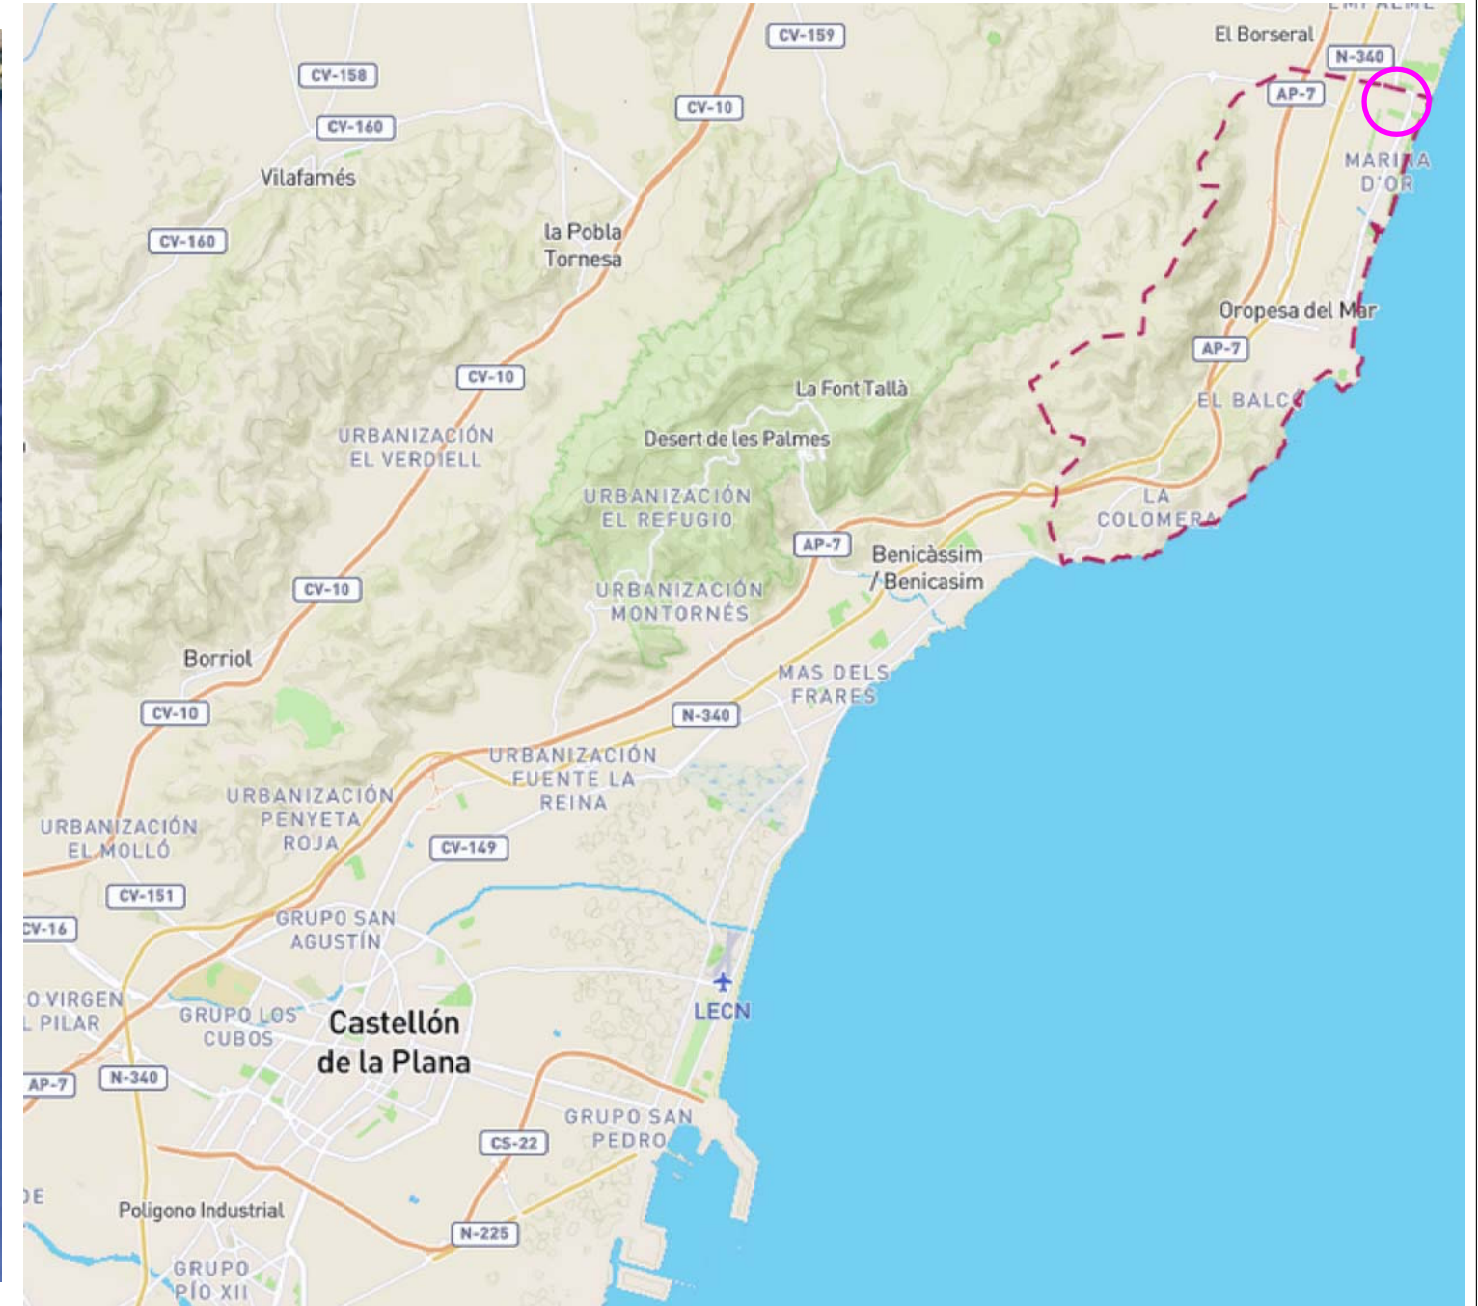 EMPALME
El Borseral
CV-159
N-340
CV-158
AP-7
CV-10
CV-160
MARINA
D'OR
Vilafamés
CV-160
la Pobla
Tornesa
Oropesa del Mar
AP-7
CV-10
La Font Tallà
EL BALCÓ
URBANIZACIÓN
EL VERDIELL
Desert de les Palmes
URBANIZACIÓN
EL REFUGIO
LA
COLOMERA
AP-7
Benicàssim
/ Benicasim
CV-10
URBANIZACIÓN
MONTORNÉS
Borriol
MAS DELS
FRARES
CV-10
N-340
URBANIZACIÓN
FUENTE LA
REINA
URBANIZACIÓN
PENYETA
ROJA
URBANIZACIÓN
EL MOLLÓ
CV-149
CV-151
GRUPO SAN
AGUSTÍN
CV-16
O VIRGEN
L PILAR
GRUPO LOS
CUBOS
LECN
Castellón
de la Plana
AP-7
N-340
GRUPO SAN
PEDRO
CS-22
DE
Poligono Industrial
N-225
GRUPO
PÍO XII